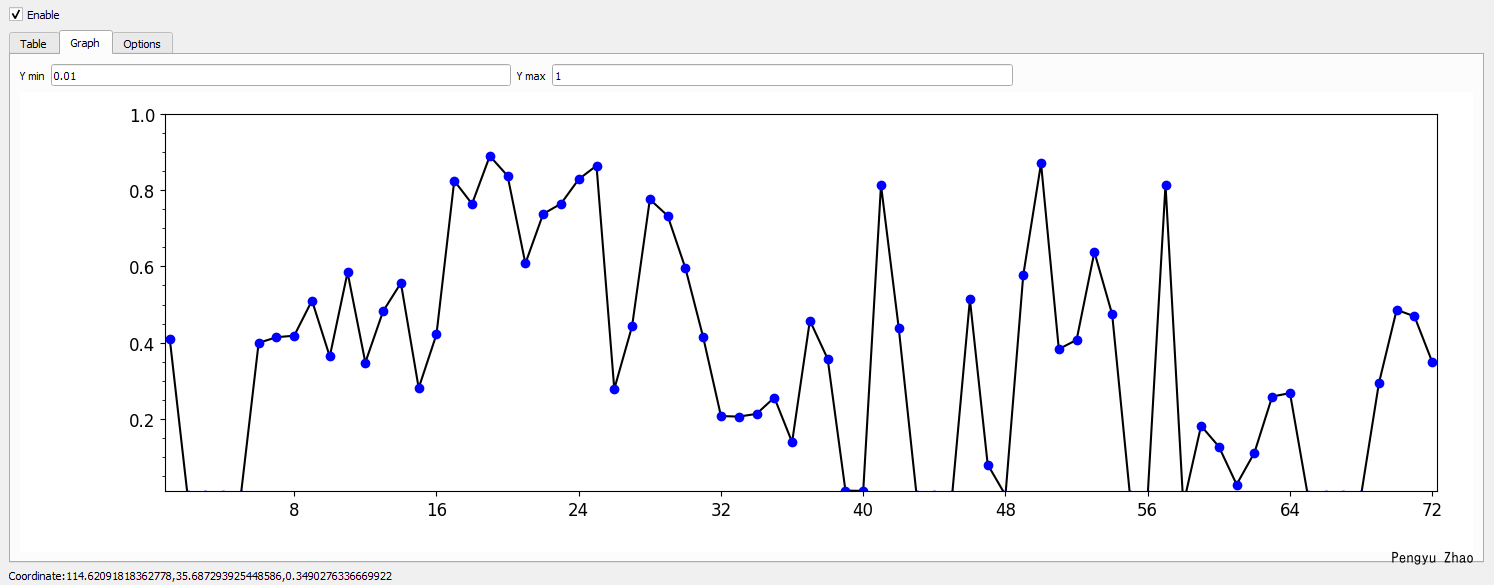 Enable
Table Graph Options
Y min 0.01 Y max 1
1.0
0.8
0.6
0.4
0.2
8 16 24 32 40 48 56 64 72
Pengyu Zhao
Coordinate:114.62091818362778,35.687293925448586,0.3490276336669922